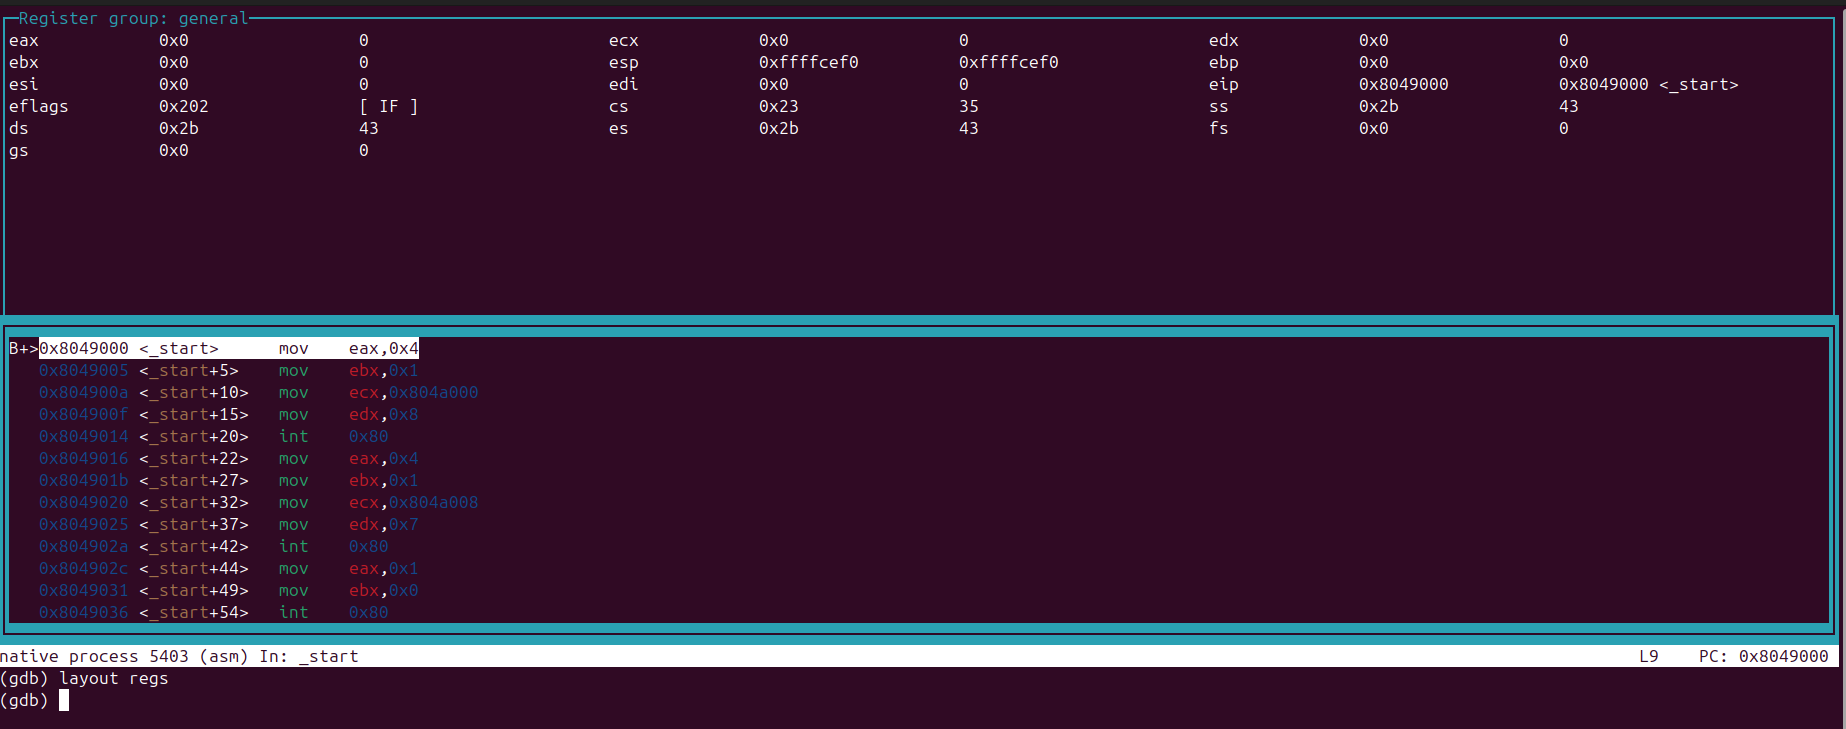 Register group: general
eax 0x0 0 ecx 0x0 0 edx 0x0 0
ebx 0x0 0 esp 0xffffcef0 0xffffcef0 ebp 0x0 0x0
esi 0x0 0 edi 0x0 0 eip 0x8049000 0x8049000 <_start>
eflags 0x202 [ IF ] cs 0x23 35 ss 0x2b 43
ds 0x2b 43 es 0x2b 43 fs 0x0 0
gs 0x0 0
B+>0x8049000 <_start> mov eax,0x4
0x8049005 <_start+5> mov ebx,0x1
0x804900a <_start+10> mov ecx,0x804a000
0x804900f <_start+15> mov edx,0x8
0x8049014 <_start+20> int 0x80
0x8049016 <_start+22> mov eax,0x4
0x804901b <_start+27> mov ebx,0x1
0x8049020 <_start+32> mov ecx,0x804a008
0x8049025 <_start+37> mov edx,0x7
0x804902a <_start+42> int 0x80
0x804902c <_start+44> mov eax,0x1
0x8049031 <_start+49> mov ebx,0x0
0x8049036 <_start+54> int 0x80
native process 5403 (asm) In: _start L9 PC: 0x8049000
(gdb) layout regs
(gdb)